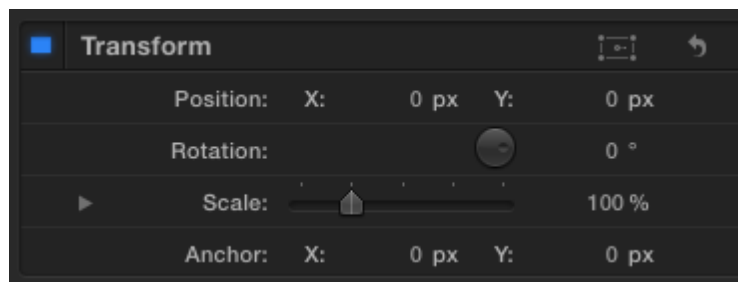 Transform
Position: X: 0 px Y: 0 px
Rotation: 0 °
Scale: 100 %
Anchor: X: 0 px Y: 0 px